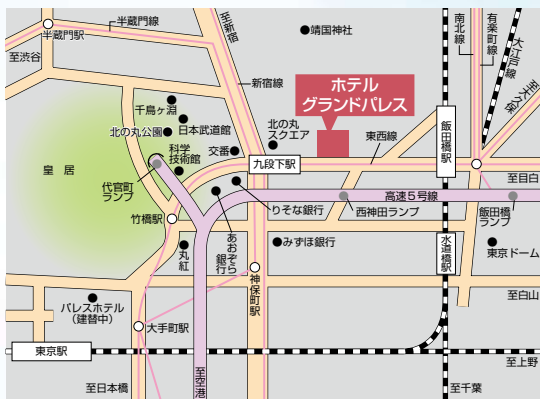 半蔵門駅
半蔵門線
至新宿
靖国神社
南北線
有楽町線
大江戸線
至大久保
至渋谷
新宿線
ホテル
グランドパレス
千鳥ヶ淵
日本武道館
北の丸公園
北の丸
スクエア
交番
科学
技術館
九段下駅
東西線
飯田橋駅
皇居
代官町
ランプ
至目白
高速5号線
りそな銀行
西神田ランプ
飯田橋
ランプ
竹橋駅
丸紅
あおぞら
銀行
みずほ銀行
水道橋駅
東京ドーム
神保町駅
パレスホテル
(建替中)
至白山
大手町駅
東京駅
至上野
至日本橋
至空港
至千葉